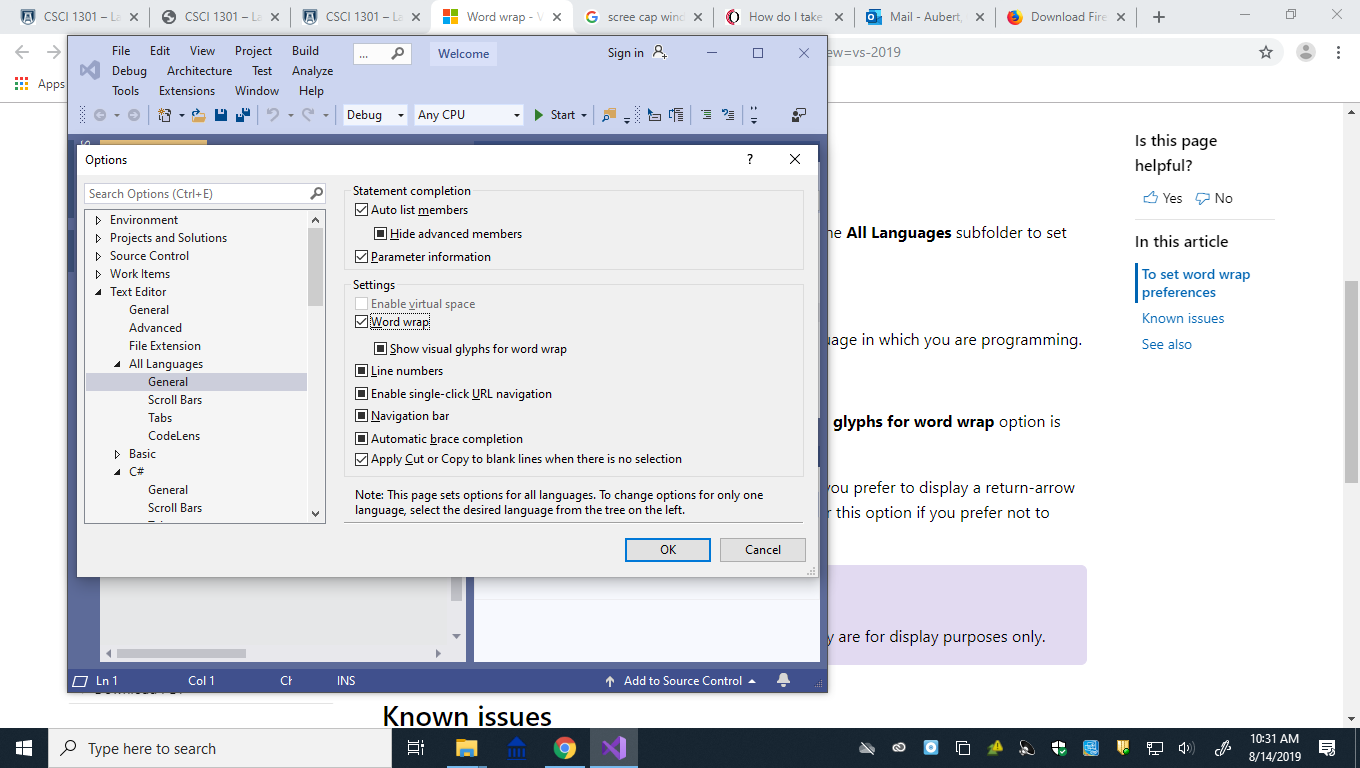 CSCI 1301 – La
CSCI 1301 – La
CSCI 1301 – La
Word wrap - V
scree cap wind
How do I take
Mail - Aubert,
Download Fire
ew=vs-2019
Apps
File Edit View Project Build
Debug Architecture Test Analyze
Tools Extensions Window Help
...
Welcome
Sign in
Debug
Any CPU
Start
Options
?
Search Options (Ctrl+E)
Environment
Projects and Solutions
Source Control
Work Items
Text Editor
General
Advanced
File Extension
All Languages
General
Scroll Bars
Tabs
CodeLens
Basic
C#
General
Scroll Bars
Statement completion
Auto list members
Hide advanced members
Parameter information
Settings
Enable virtual space
Word wrap
Show visual glyphs for word wrap
Line numbers
Enable single-click URL navigation
Navigation bar
Automatic brace completion
Apply Cut or Copy to blank lines when there is no selection
Note: This page sets options for all languages. To change options for only one
language, select the desired language from the tree on the left.
OK
Cancel
Ln 1
Col 1
INS
Add to Source Control
ne All Languages subfolder to set
uage in which you are programming.
glyphs for word wrap option is
you prefer to display a return-arrow
r this option if you prefer not to
y are for display purposes only.
Known issues
Is this page
helpful?
Yes
No
In this article
To set word wrap
preferences
Known issues
See also
Type here to search
10:31 AM
8/14/2019